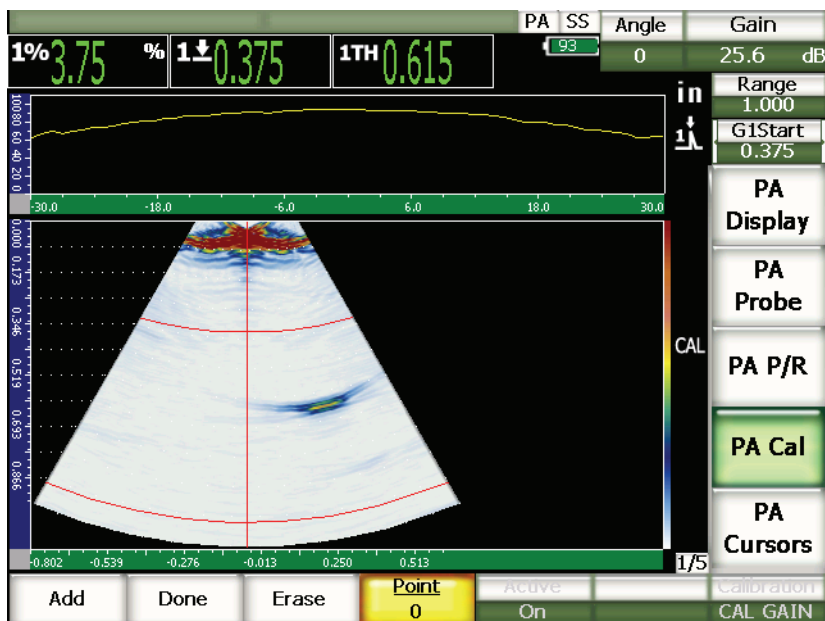 PA SS Angle Gain
93 0 25.6 dB
1% 3.75 % 1 0.375 1TH 0.615
Range
1.000
in
G1Start
0.375
1
100 80 60 40 20 0
-30.0 -18.0 -6.0 6.0 18.0 30.0
PA
Display
PA
Probe
PA P/R
PA Cal
PA
Cursors
0.000 0.173 0.346 0.519 0.693 0.866
CAL
-0.802 -0.539 -0.276 -0.013 0.250 0.513
1/5
Add Done Erase Point Active Calibration
0 On CAL GAIN